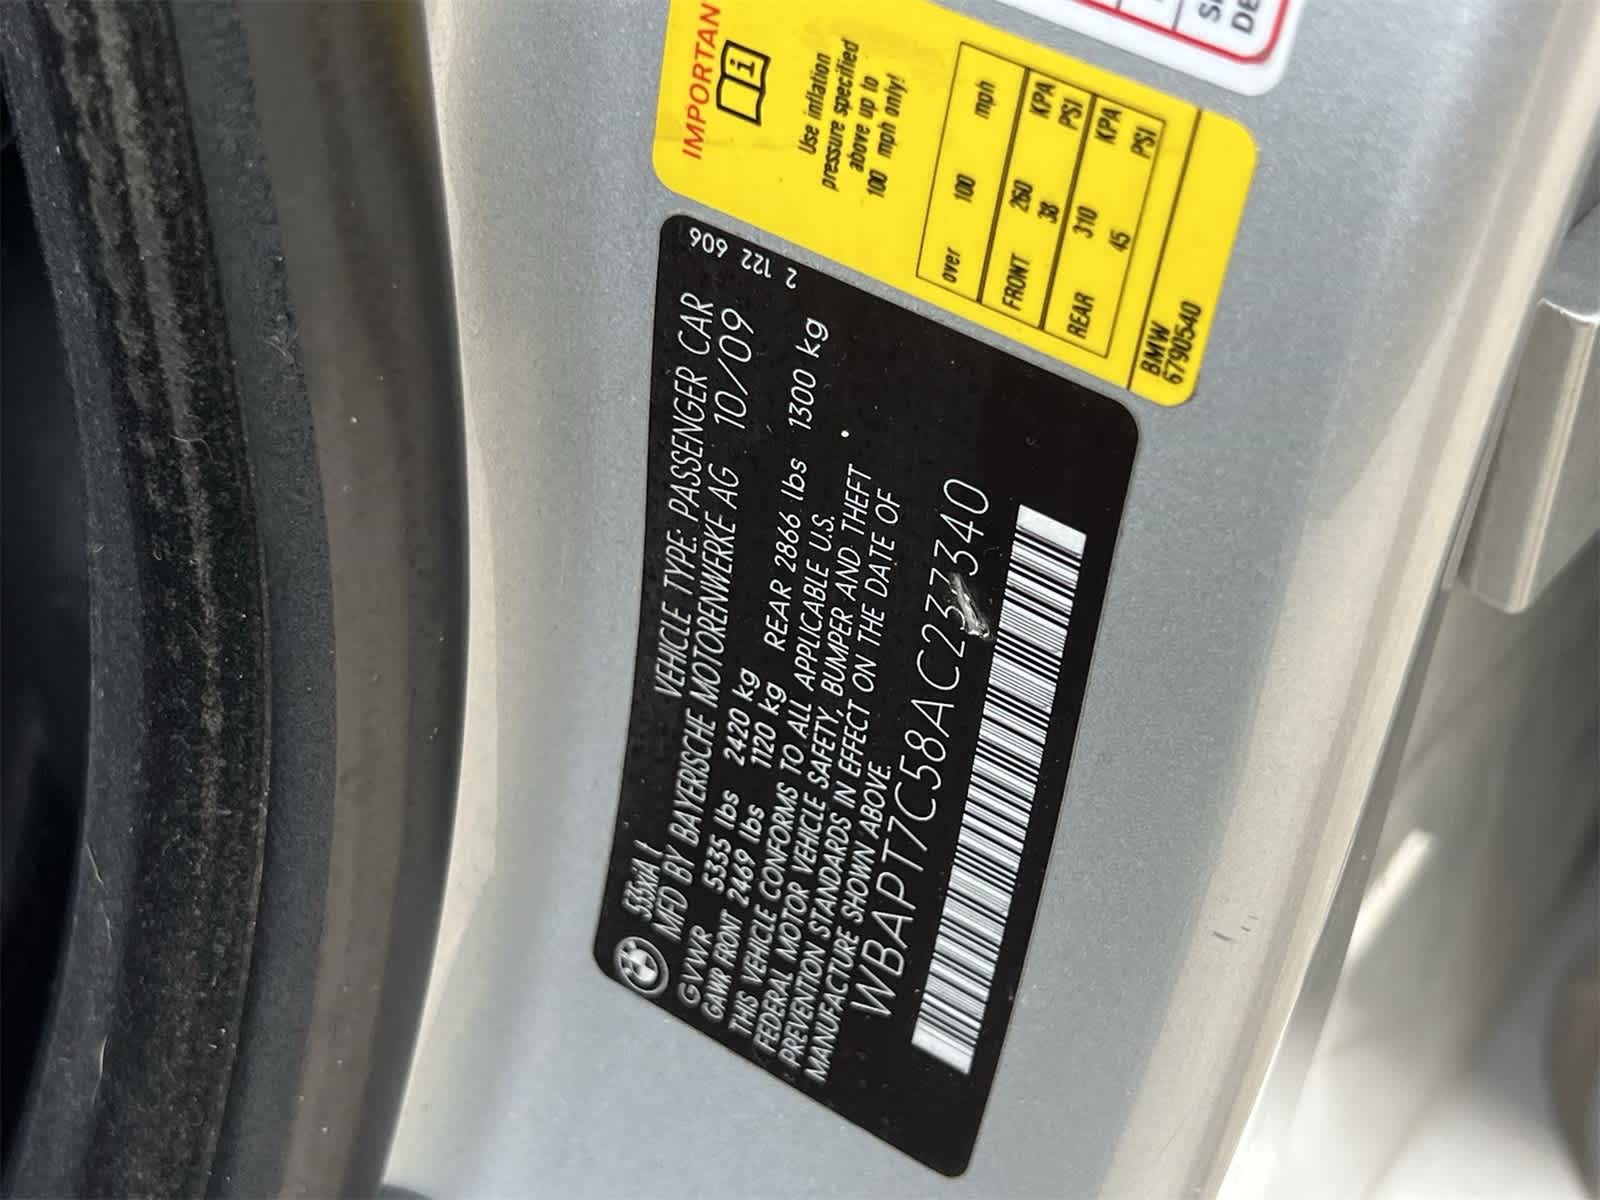 IMPORTAN
i
Use inflation
pressure specified
above up to
100 mph only!
over 100 mph
FRONT 260 KPA
38 PSI
REAR 310 KPA
45 PSI
BMW
6790540
606
2 122
535xiA
VEHICLE TYPE: PASSENGER CAR
MFD BY BAYERISCHE MOTORENWERKE AG 10/09
GVWR 5335 lbs 2420 kg
GAWR FRONT 2469 lbs 1120 kg REAR 2866 lbs 1300 kg
THIS VEHICLE CONFORMS TO ALL APPLICABLE U.S.
FEDERAL MOTOR VEHICLE SAFETY, BUMPER AND THEFT
PREVENTION STANDARDS IN EFFECT ON THE DATE OF
MANUFACTURE SHOWN ABOVE.
WBAPT7C58AC237340